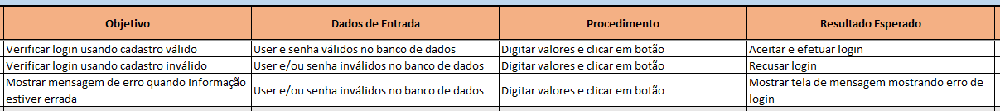 Objetivo Dados de Entrada Procedimento Resultado Esperado
Verificar login usando cadastro válido User e senha válidos no banco de dados Digitar valores e clicar em botão Aceitar e efetuar login
Verificar login usando cadastro inválido User e/ou senha inválidos no banco de dados Digitar valores e clicar em botão Recusar login
Mostrar mensagem de erro quando informação
estiver errada
User e/ou senha inválidos no banco de dados
Digitar valores e clicar em botão
Mostrar tela de mensagem mostrando erro de
login